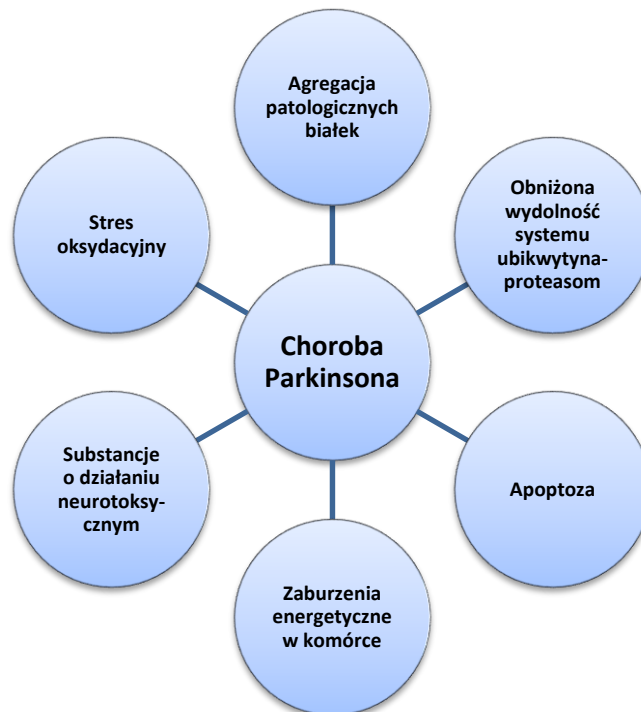 Agregacja
patologicznych
białek
Obniżona
wydolność
systemu
ubikwytyna-
proteasom
Stres
oksydacyjny
Choroba
Parkinsona
Substancje
o działaniu
neurotoksy-
cznym
Apoptoza
Zaburzenia
energetyczne
w komórce